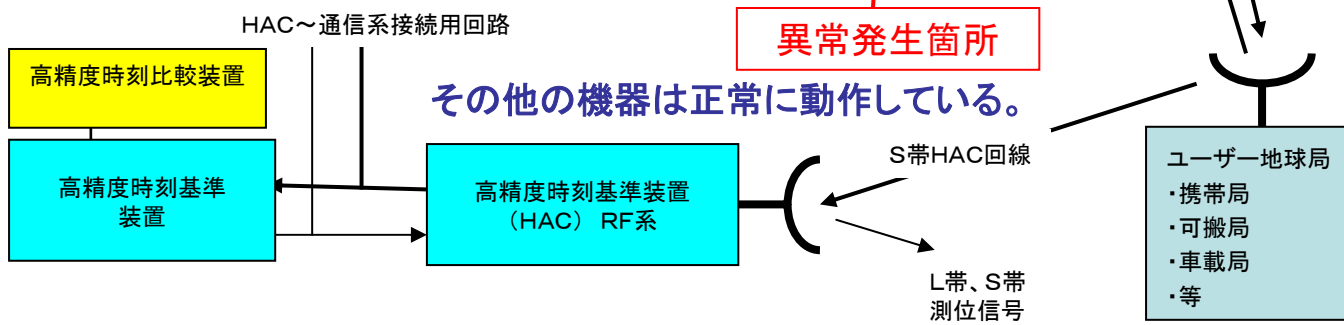 HAC~通信系接続用回路
異常発生箇所
高精度時刻比較装置
その他の機器は正常に動作している。
高精度時刻基準
装置
高精度時刻基準装置
(HAC) RF系
S帯HAC回線
L帯、S帯
測位信号
ユーザー地球局
・携帯局
・可搬局
・車載局
・等